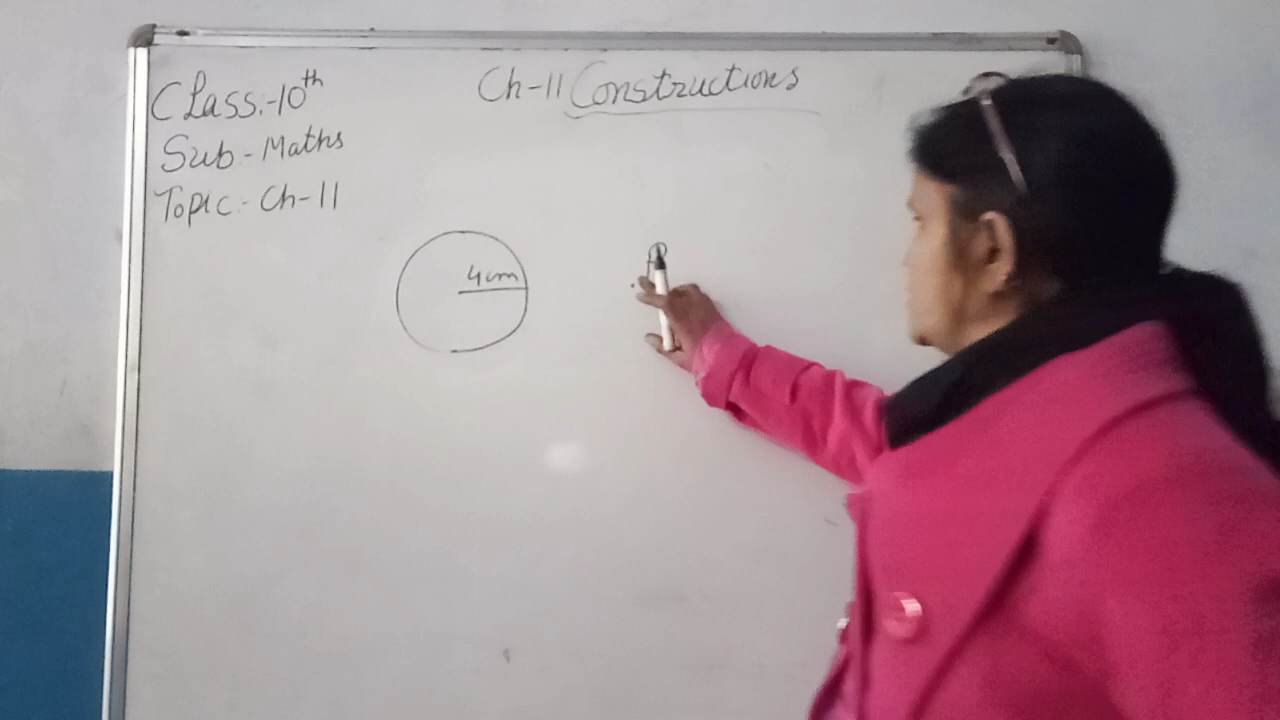 Class:-10th
Sub - Maths
Topic:- Ch-11
Ch-11 Constructions
4cm